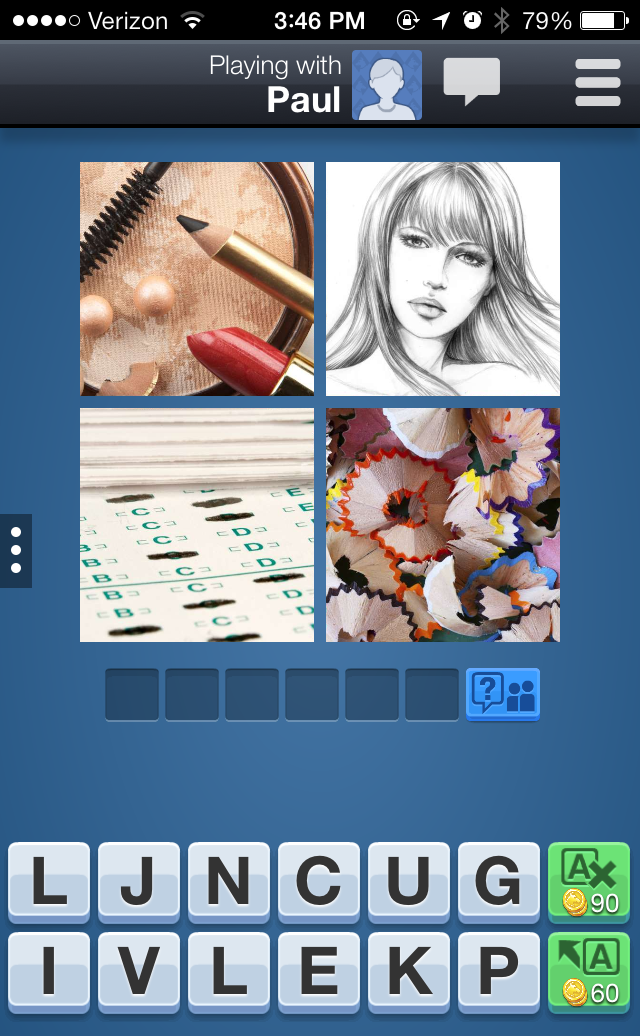 Verizon 3:46 PM 79%
Playing with
Paul
C E
C C
B C D
B C D
B C D
B C D
?
L J N C U G A
90
I V L E K P A
60